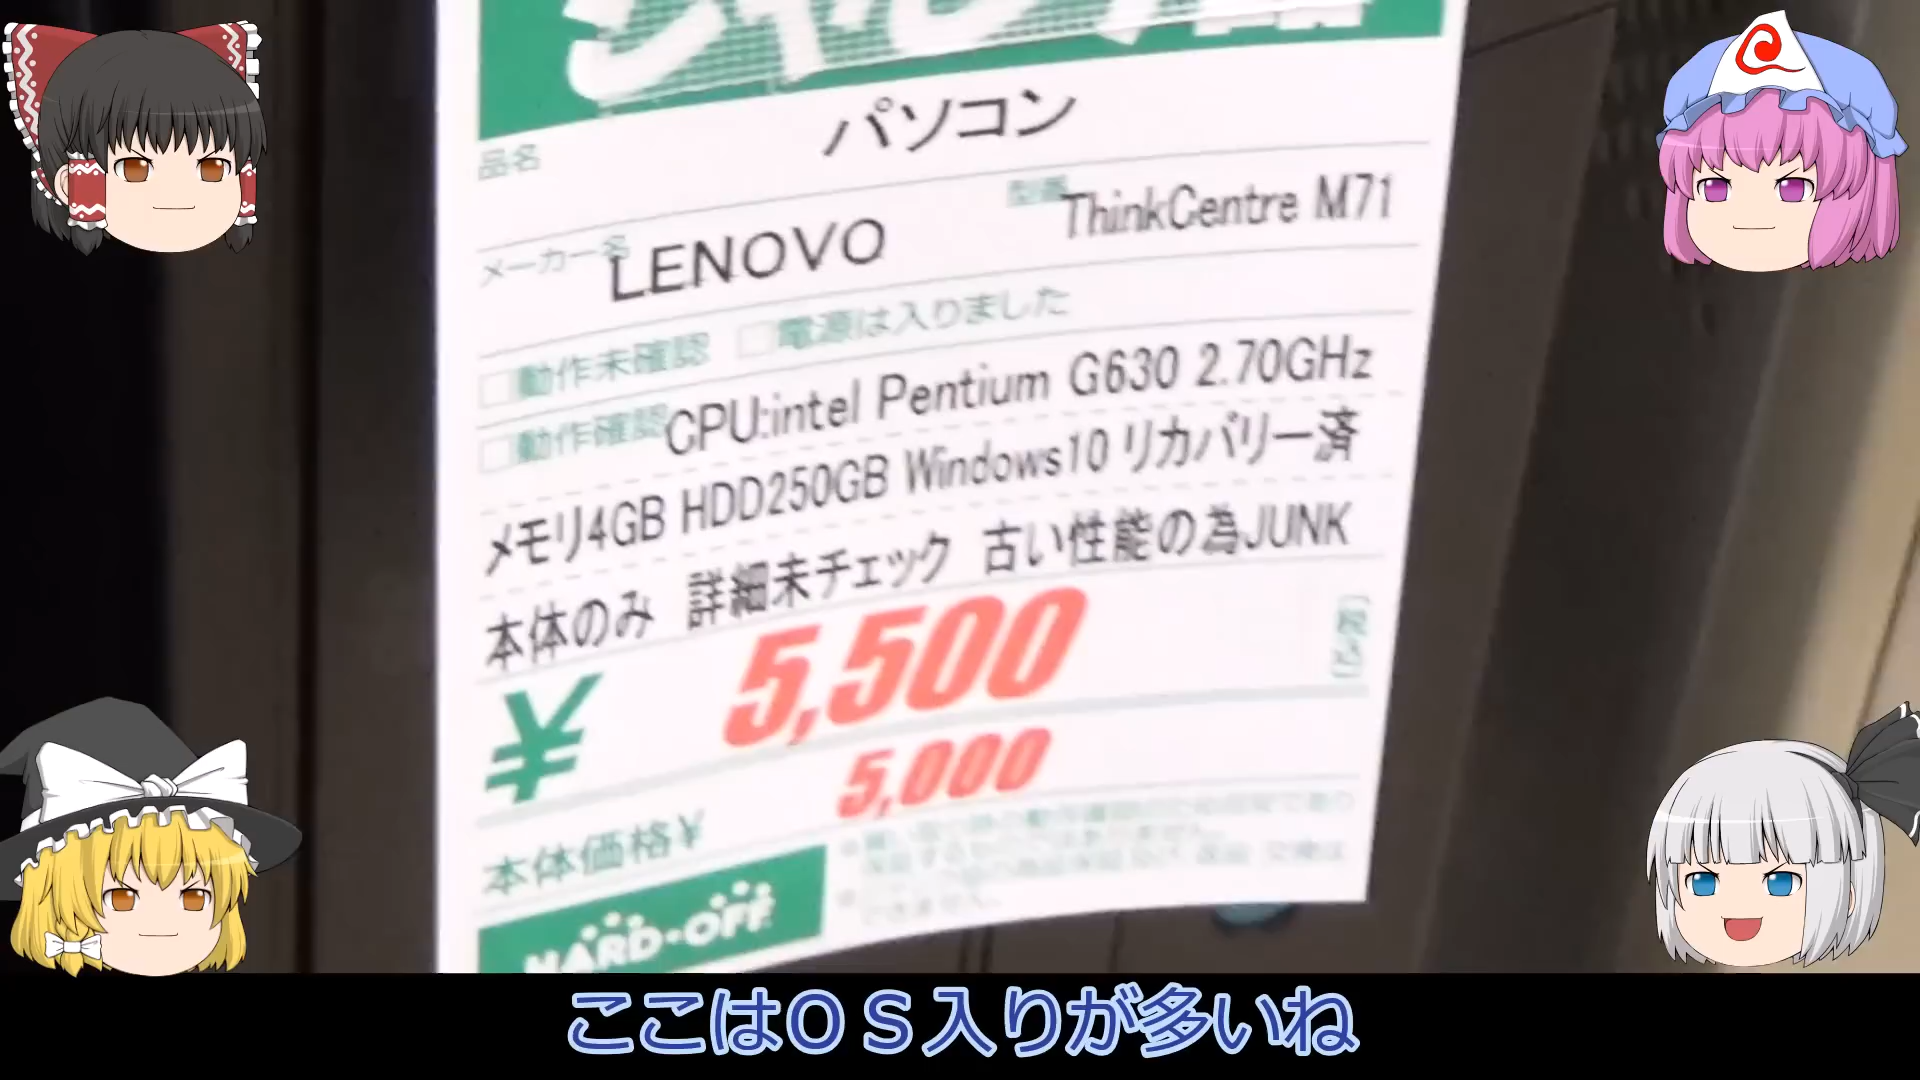 ジャンク品
品名 パソコン
メーカー名 LENOVO 型番 ThinkCentre M71
動作未確認 電源は入りました
動作確認 CPU:intel Pentium G630 2.70GHz
メモリ4GB HDD250GB Windows10 リカバリー済
本体のみ 詳細未チェック 古い性能の為JUNK
¥ 5,500 (税込)
本体価格¥ 5,000
HARD・OFF
ここはOS入りが多いね